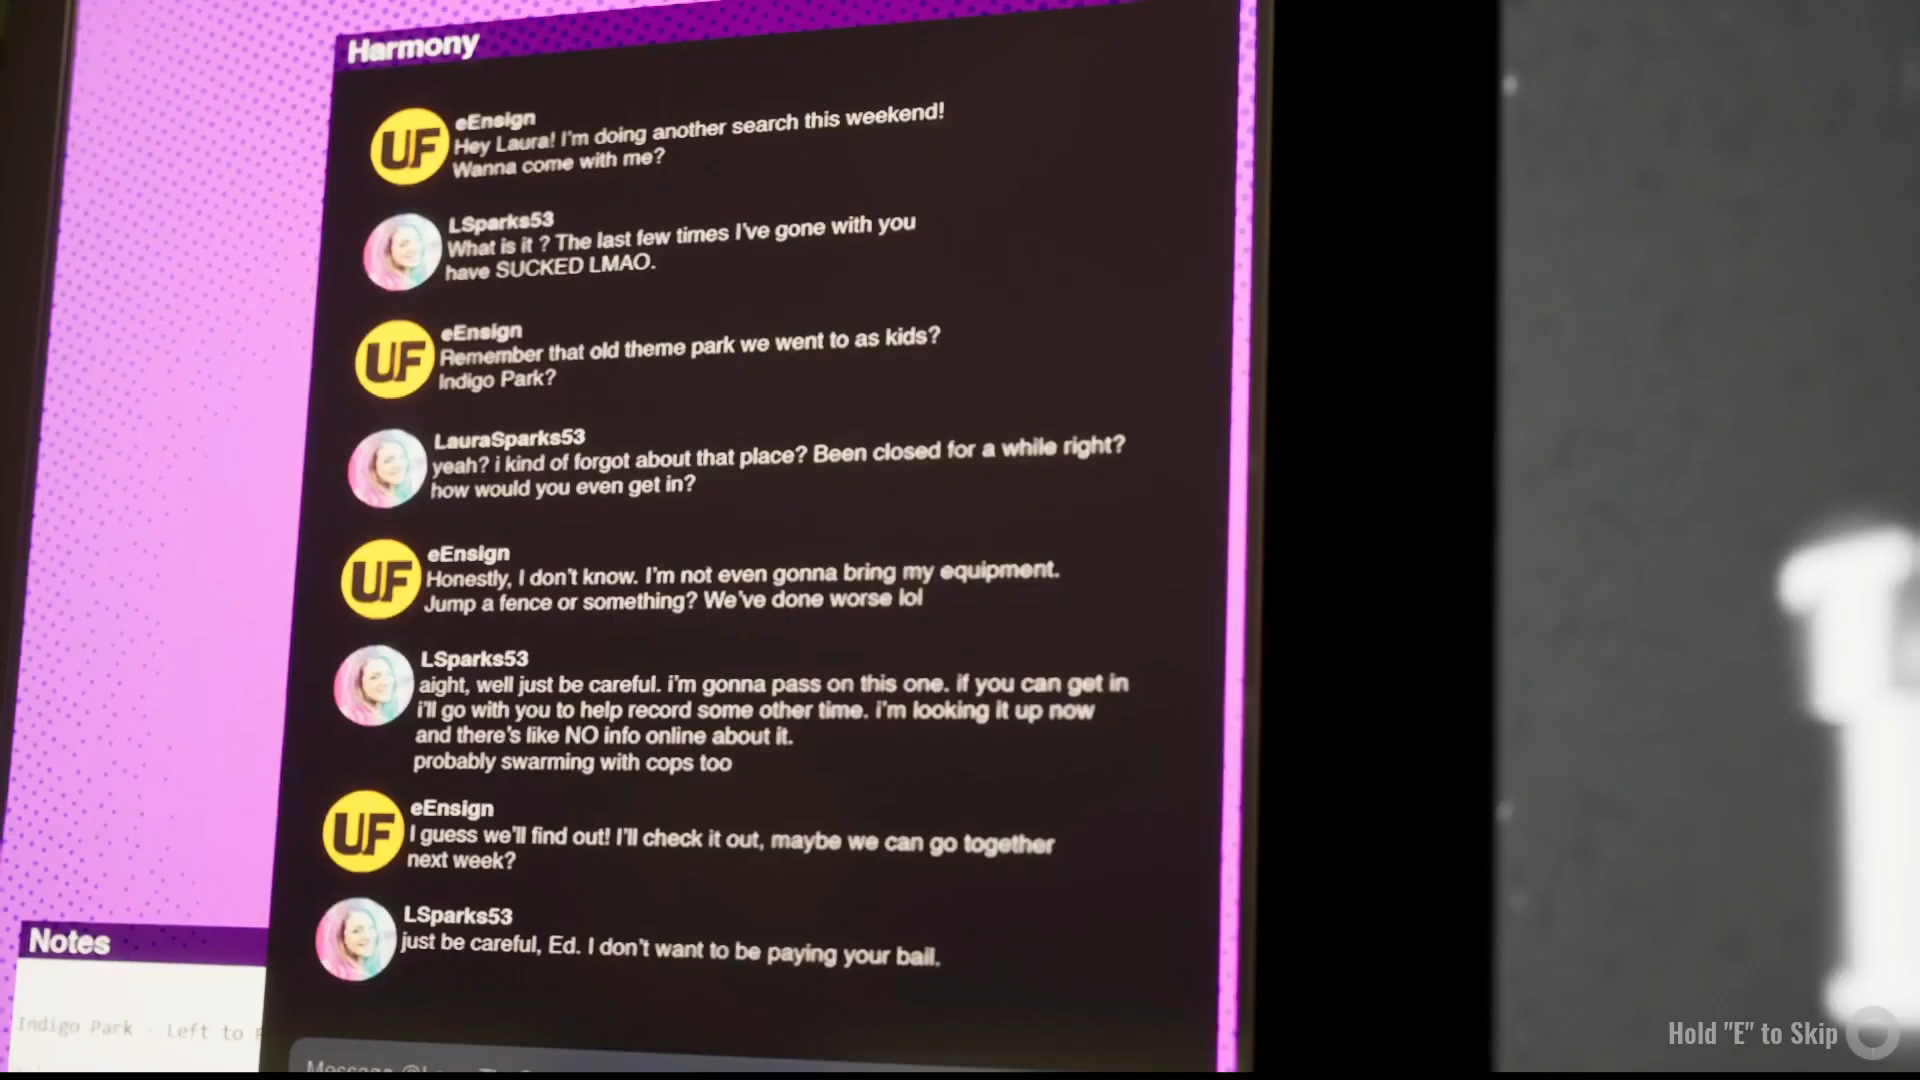 Harmony
UF
eEnsign
Hey Laura! I'm doing another search this weekend!
Wanna come with me?
LSparks53
What is it ? The last few times I've gone with you
have SUCKED LMAO.
UF
eEnsign
Remember that old theme park we went to as kids?
Indigo Park?
LauraSparks53
yeah? i kind of forgot about that place? Been closed for a while right?
how would you even get in?
UF
eEnsign
Honestly, I don't know. I'm not even gonna bring my equipment.
Jump a fence or something? We've done worse lol
LSparks53
aight, well just be careful. i'm gonna pass on this one. if you can get in
i'll go with you to help record some other time. i'm looking it up now
and there's like NO info online about it.
probably swarming with cops too
UF
eEnsign
I guess we'll find out! I'll check it out, maybe we can go together
next week?
LSparks53
just be careful, Ed. I don't want to be paying your bail.
Notes
Indigo Park - Left to
Message
Hold "E" to Skip